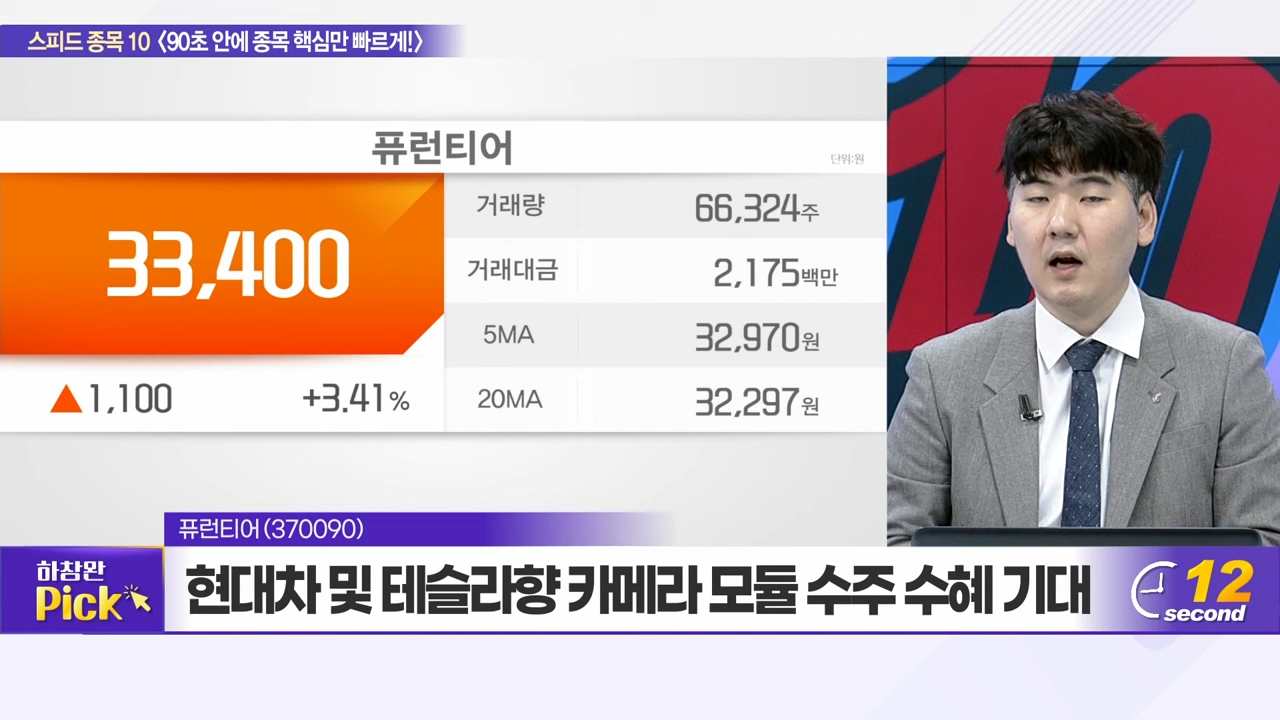 스피드 종목 10 〈90초 안에 종목 핵심만 빠르게!〉
퓨런티어
단위:원
33,400
▲1,100 +3.41%
거래량 66,324주
거래대금 2,175백만
5MA 32,970원
20MA 32,297원
10
퓨런티어(370090)
하창완
Pick
현대차 및 테슬라향 카메라 모듈 수주 수혜 기대
12
second